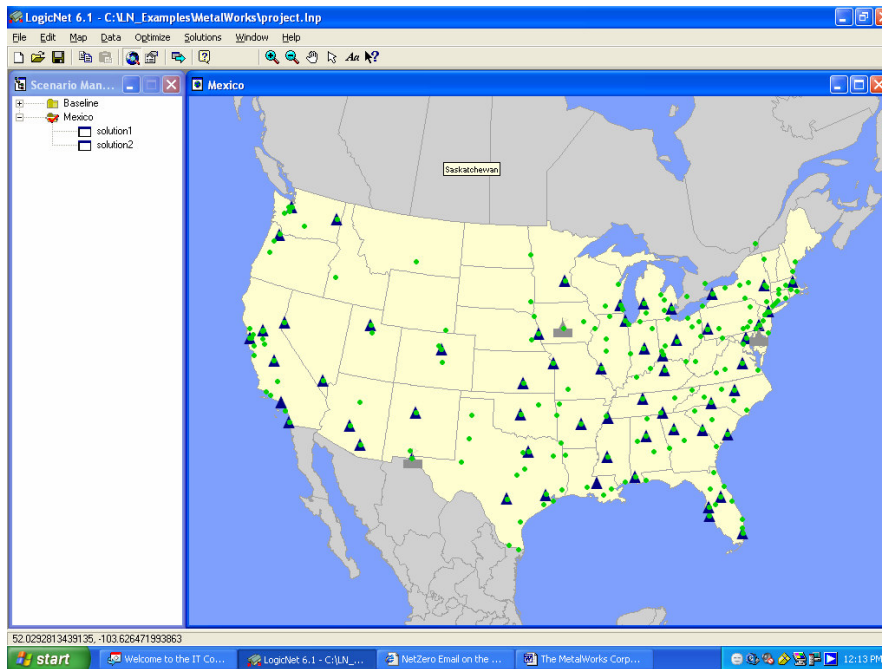 LogicNet 6.1 - C:\LN_Examples\MetalWorks\project.lnp
File Edit Map Data Optimize Solutions Window Help
Scenario Man...
Baseline
Mexico
solution1
solution2
Mexico
Saskatchewan
52.0292813439135, -103.626471993863
start
Welcome to the IT Co...
LogicNet 6.1 - C:\LN_...
NetZero Email on the ...
The MetalWorks Corp...
12:13 PM